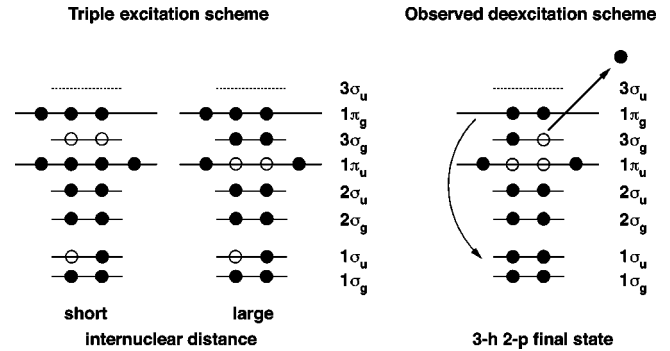 Triple excitation scheme
Observed deexcitation scheme
3σu 3σu
1πg 1πg
3σg 3σg
1πu 1πu
2σu 2σu
2σg 2σg
1σu 1σu
1σg 1σg
short large
internuclear distance
3-h 2-p final state